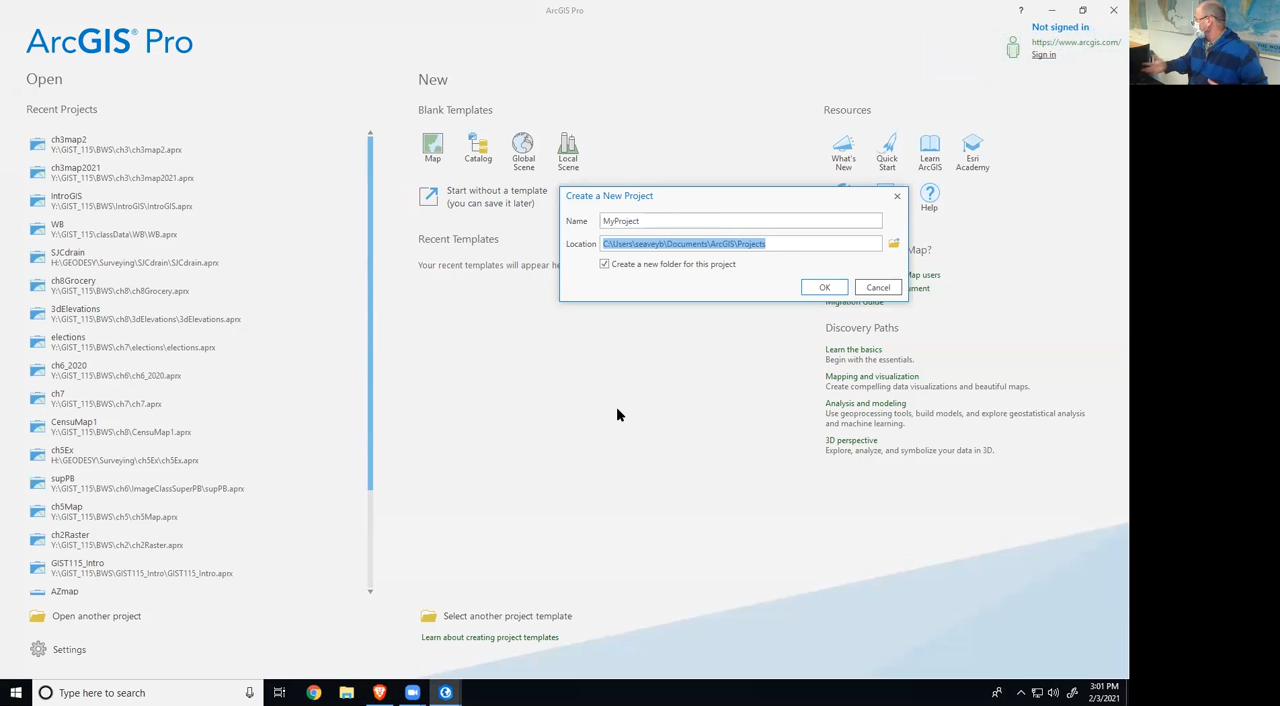 ArcGIS Pro
?
Not signed in
https://www.arcgis.com/
Sign in
ArcGIS® Pro
Open
Recent Projects
ch3map2
Y:\GIST_115\BWS\ch3\ch3map2.aprx
ch3map2021
Y:\GIST_115\BWS\ch3\ch3map2021.aprx
IntroGIS
Y:\GIST_115\BWS\IntroGIS\IntroGIS.aprx
WB
Y:\GIST_115\classData\WB\WB.aprx
SJCdrain
H:\GEODESY\Surveying\SJCdrain\SJCdrain.aprx
ch8Grocery
Y:\GIST_115\BWS\ch8\ch8Grocery.aprx
3dElevations
Y:\GIST_115\BWS\ch8\3dElevations\3dElevations.aprx
elections
Y:\GIST_115\BWS\ch7\elections\elections.aprx
ch6_2020
Y:\GIST_115\BWS\ch6\ch6_2020.aprx
ch7
Y:\GIST_115\BWS\ch7\ch7.aprx
CensuMap1
Y:\GIST_115\BWS\ch8\CensuMap1.aprx
ch5Ex
H:\GEODESY\Surveying\ch5Ex\ch5Ex.aprx
supPB
Y:\GIST_115\BWS\ch6\ImageClassSuperPB\supPB.aprx
ch5Map
Y:\GIST_115\BWS\ch5\ch5Map.aprx
ch2Raster
Y:\GIST_115\BWS\ch2\ch2Raster.aprx
GIST115_Intro
Y:\GIST_115\BWS\GIST115_Intro\GIST115_Intro.aprx
AZmap
Open another project
Settings
New
Blank Templates
Map
Catalog
Global
Scene
Local
Scene
Start without a template
(you can save it later)
Recent Templates
Your recent templates will appear he
Select another project template
Learn about creating project templates
Create a New Project
Name MyProject
Location C:\Users\seaveyb\Documents\ArcGIS\Projects
Create a new folder for this project
OK Cancel
Resources
What's
New
Quick
Start
Learn
ArcGIS
Esri
Academy
Help
Map?
Map users
ument
Migration Guide
Discovery Paths
Learn the basics
Begin with the essentials.
Mapping and visualization
Create compelling data visualizations and beautiful maps.
Analysis and modeling
Use geoprocessing tools, build models, and explore geostatistical analysis
and machine learning.
3D perspective
Explore, analyze, and symbolize your data in 3D.
Type here to search
3:01 PM
2/3/2021